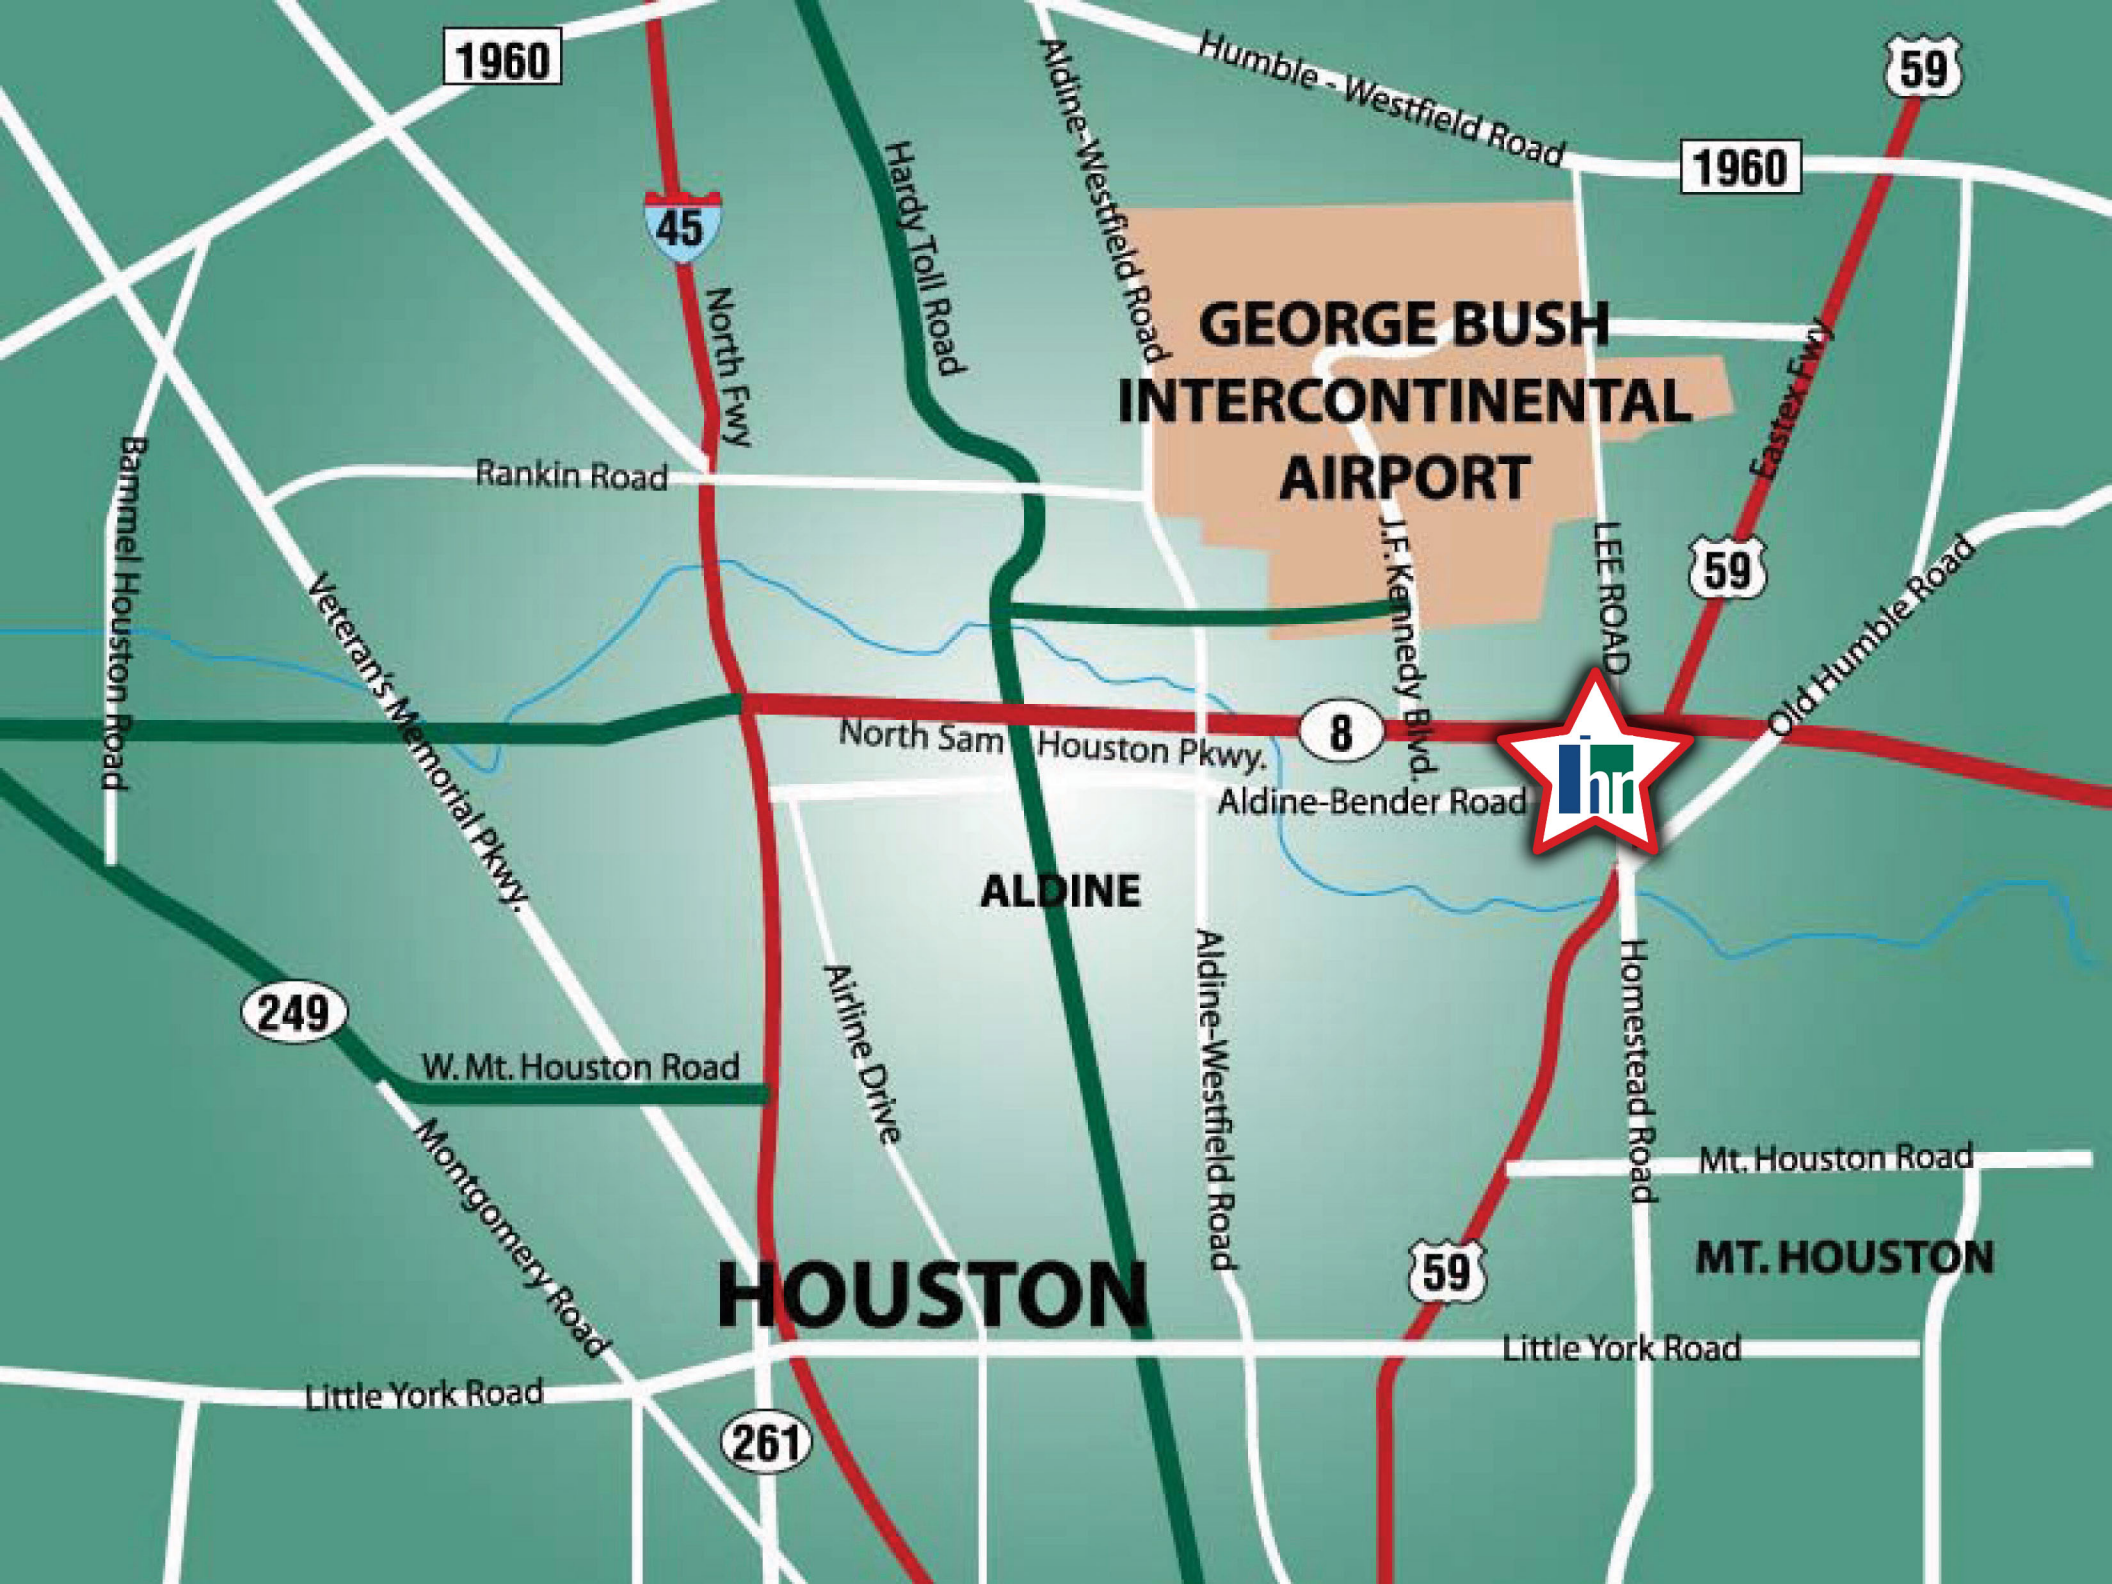 1960
Humble - Westfield Road
59
1960
Aldine-Westfield Road
Hardy Toll Road
45
North Fwy
GEORGE BUSH
INTERCONTINENTAL
AIRPORT
Eastex Fwy
Rankin Road
Bammel Houston Road
Veteran's Memorial Pkwy.
J.F. Kennedy Blvd.
LEE ROAD
59
Old Humble Road
North Sam Houston Pkwy.
8
Aldine-Bender Road
ihr
ALDINE
249
W. Mt. Houston Road
Airline Drive
Aldine-Westfield Road
Homestead Road
Montgomery Road
Mt. Houston Road
MT. HOUSTON
59
HOUSTON
Little York Road
Little York Road
261